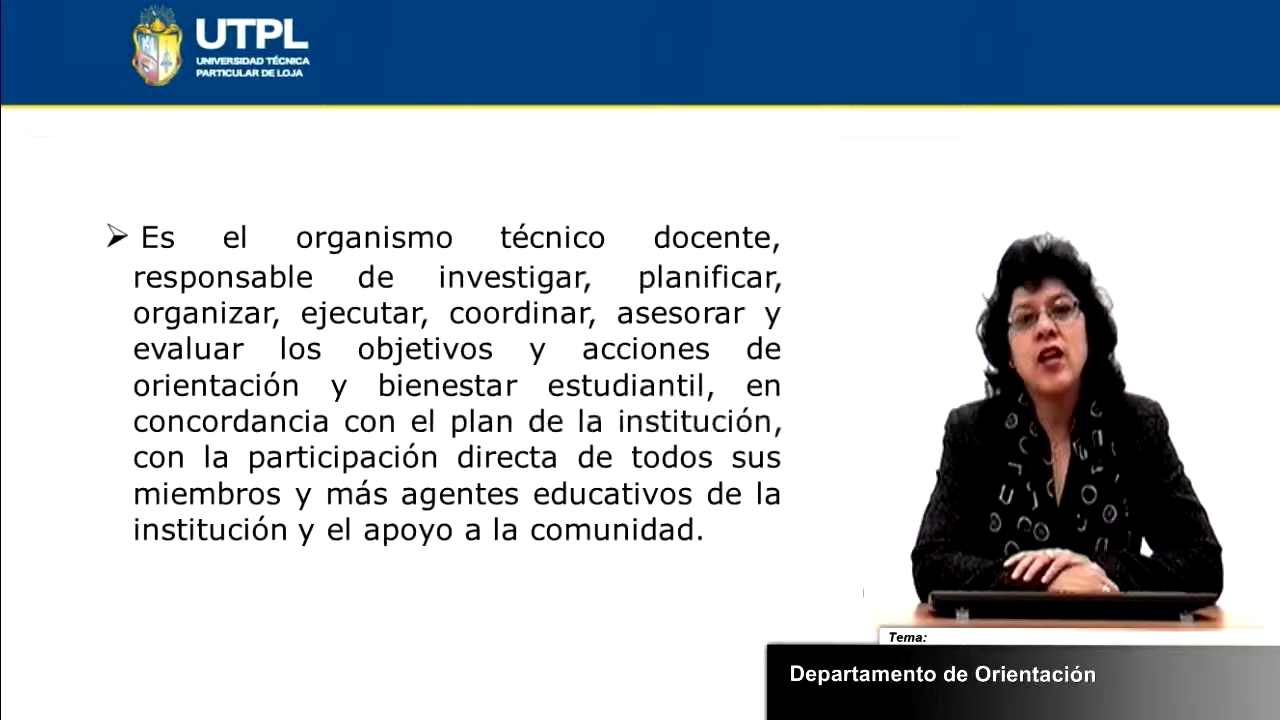 UTPL
UNIVERSIDAD TÉCNICA
PARTICULAR DE LOJA
➢ Es el organismo técnico docente,
responsable de investigar, planificar,
organizar, ejecutar, coordinar, asesorar y
evaluar los objetivos y acciones de
orientación y bienestar estudiantil, en
concordancia con el plan de la institución,
con la participación directa de todos sus
miembros y más agentes educativos de la
institución y el apoyo a la comunidad.
Tema:
Departamento de Orientación